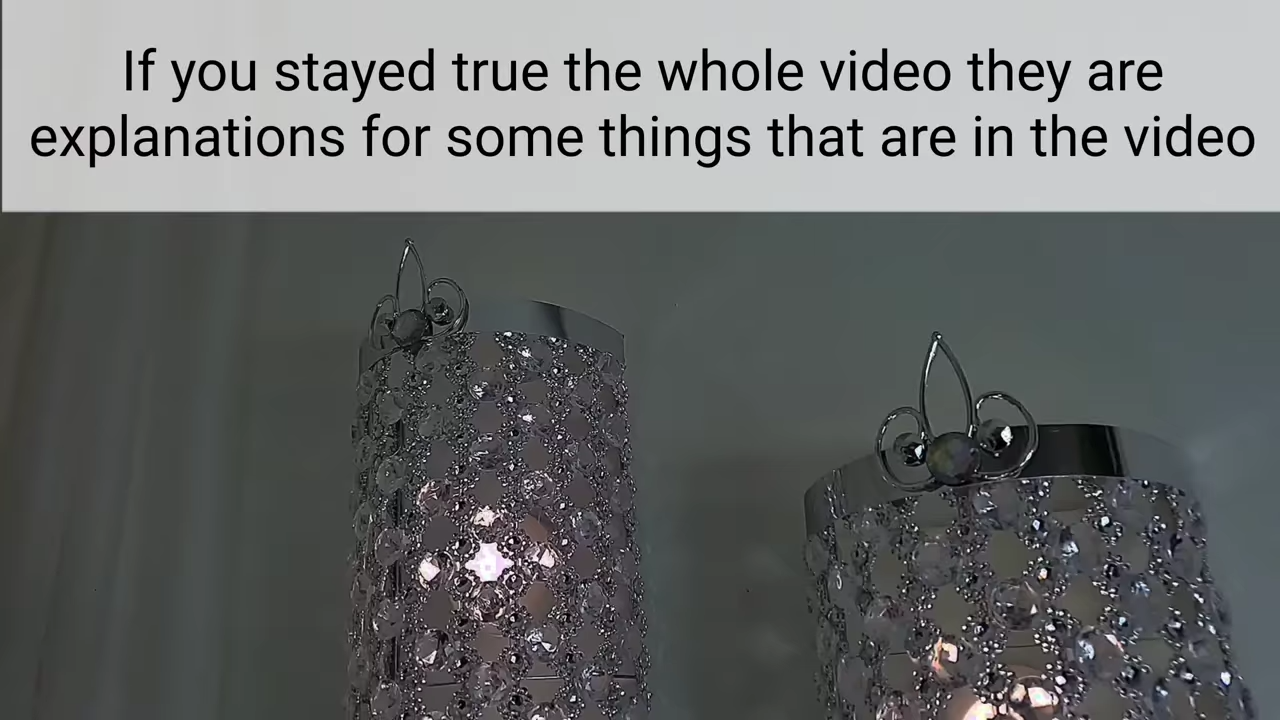 If you stayed true the whole video they are
explanations for some things that are in the video